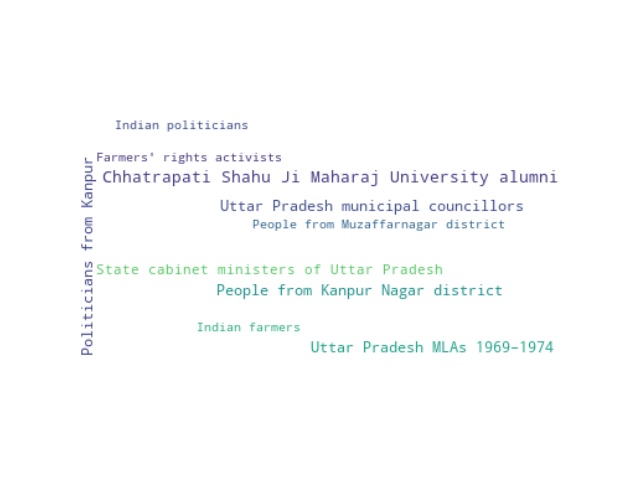 Indian politicians
Farmers' rights activists
Chhatrapati Shahu Ji Maharaj University alumni
Politicians from Kanpur
Uttar Pradesh municipal councillors
People from Muzaffarnagar district
State cabinet ministers of Uttar Pradesh
People from Kanpur Nagar district
Indian farmers
Uttar Pradesh MLAs 1969–1974